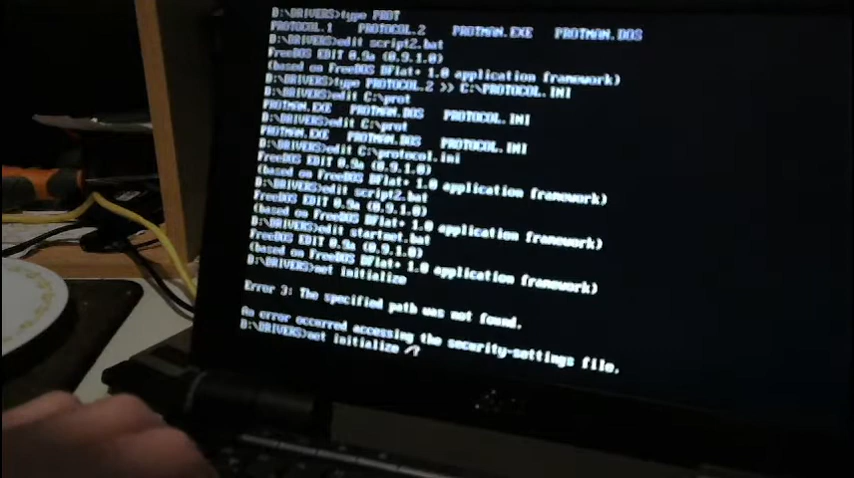 D:\DRIVERS>type PROT
PROTOCOL.1 PROTOCOL.2 PROTMAN.EXE PROTMAN.DOS
D:\DRIVERS>edit script2.bat
FreeDOS EDIT 0.9a (0.9.1.0)
(based on FreeDOS DFlat+ 1.0 application framework)
D:\DRIVERS>type PROTOCOL.2 >> C:\PROTOCOL.INI
D:\DRIVERS>edit C:\prot
PROTMAN.EXE PROTMAN.DOS PROTOCOL.INI
D:\DRIVERS>edit C:\prot
PROTMAN.EXE PROTMAN.DOS PROTOCOL.INI
D:\DRIVERS>edit C:\protocol.ini
FreeDOS EDIT 0.9a (0.9.1.0)
(based on FreeDOS DFlat+ 1.0 application framework)
D:\DRIVERS>edit script2.bat
FreeDOS EDIT 0.9a (0.9.1.0)
(based on FreeDOS DFlat+ 1.0 application framework)
D:\DRIVERS>edit startnet.bat
FreeDOS EDIT 0.9a (0.9.1.0)
(based on FreeDOS DFlat+ 1.0 application framework)
D:\DRIVERS>net initialize
Error 3: The specified path was not found.
An error occurred accessing the security-settings file.
D:\DRIVERS>net initialize /?